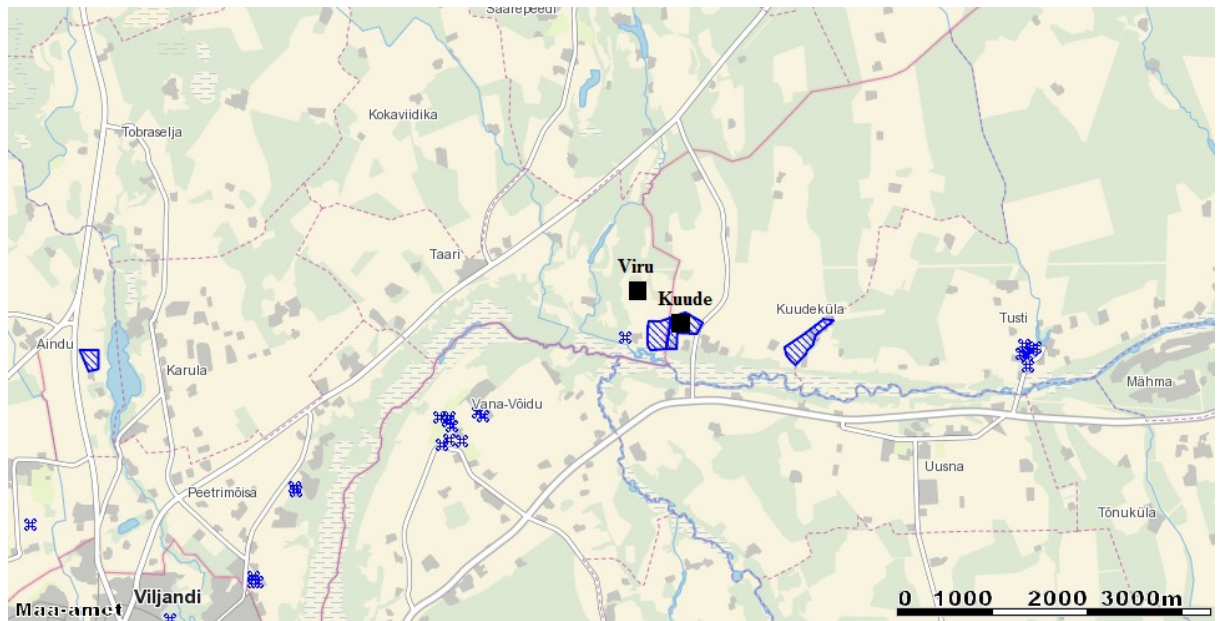 Saarepeedi
Kokaviidika
Tobraselja
Taari
Viru
Kuude
Kuudeküla
Tusti
Aindu
Karula
Mähma
Vana-Võidu
Uusna
Peetrimõisa
Tõnuküla
Viljandi
Maa-amet
0 1000 2000 3000m